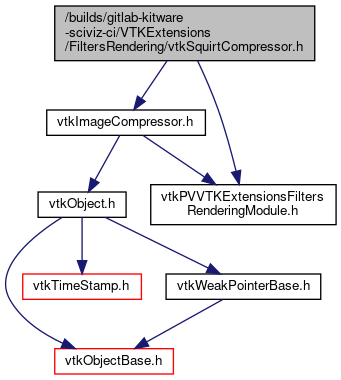 /builds/gitlab-kitware
-sciviz-ci/VTKExtensions
/FiltersRendering/vtkSquirtCompressor.h
vtkImageCompressor.h
vtkObject.h
vtkPVVTKExtensionsFilters
RenderingModule.h
vtkTimeStamp.h
vtkWeakPointerBase.h
vtkObjectBase.h